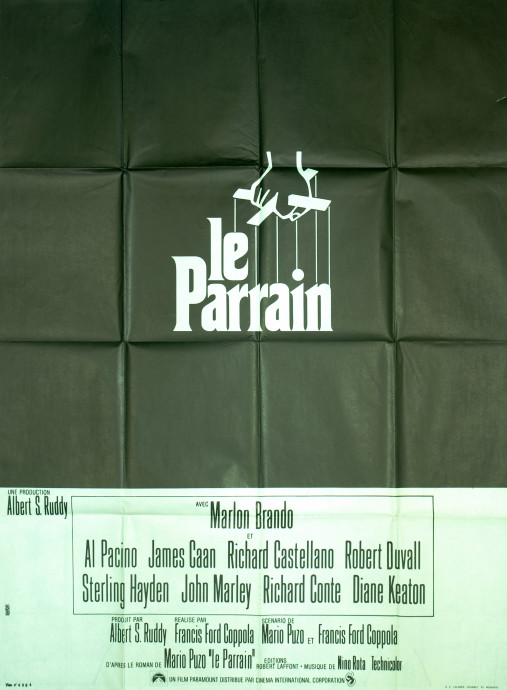 le
Parrain
UNE PRODUCTION
Albert S. Ruddy
AVEC
Marlon Brando
ET
Al Pacino James Caan Richard Castellano Robert Duvall
Sterling Hayden John Marley Richard Conte Diane Keaton
PRODUIT PAR
Albert S. Ruddy
REALISE PAR
Francis Ford Coppola
SCENARIO DE
Mario Puzo ET Francis Ford Coppola
D'APRÈS LE ROMAN DE Mario Puzo "le Parrain" EDITIONS ROBERT LAFFONT • MUSIQUE DE Nino Rota Technicolor
UN FILM PARAMOUNT DISTRIBUÉ PAR CINEMA INTERNATIONAL CORPORATION